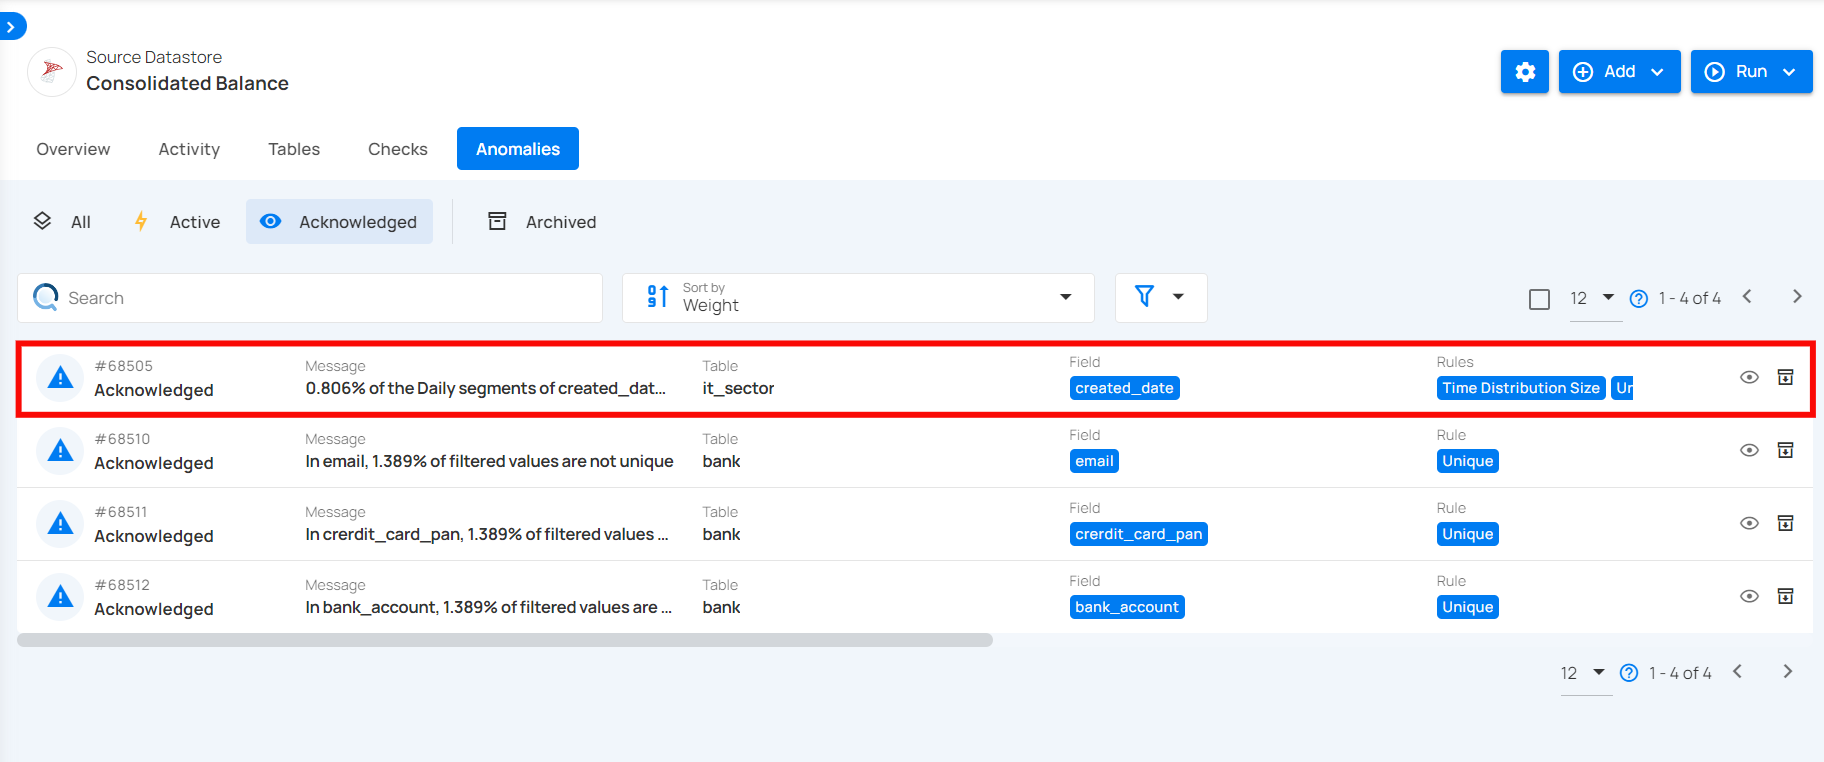 Source Datastore
Consolidated Balance
Add
Run
Overview
Activity
Tables
Checks
Anomalies
All
Active
Acknowledged
Archived
Search
Sort by
Weight
12
1 - 4 of 4
#68505
Acknowledged
Message
0.806% of the Daily segments of created_dat...
Table
it_sector
Field
created_date
Rules
Time Distribution Size
#68510
Acknowledged
Message
In email, 1.389% of filtered values are not unique
Table
bank
Field
email
Rule
Unique
#68511
Acknowledged
Message
In crerdit_card_pan, 1.389% of filtered values ...
Table
bank
Field
crerdit_card_pan
Rule
Unique
#68512
Acknowledged
Message
In bank_account, 1.389% of filtered values are ...
Table
bank
Field
bank_account
Rule
Unique
12
1 - 4 of 4